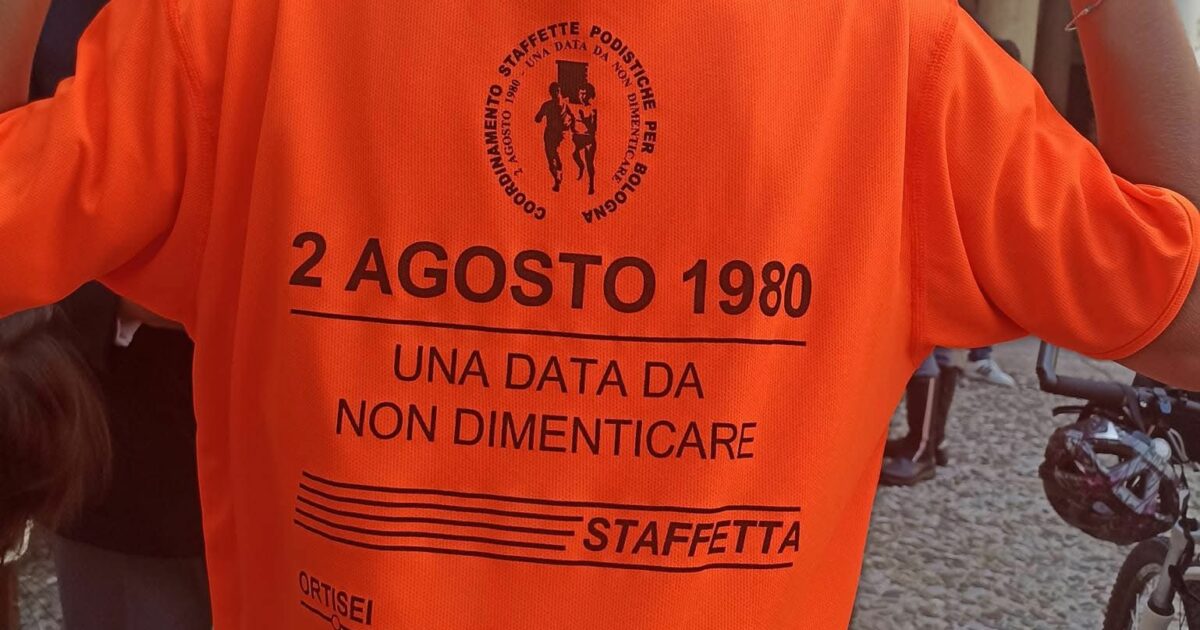 COORDINAMENTO STAFFETTE PODISTICHE PER BOLOGNA
2 AGOSTO 1980 - UNA DATA DA NON DIMENTICARE
2 AGOSTO 1980
UNA DATA DA
NON DIMENTICARE
STAFFETTA
ORTISEI